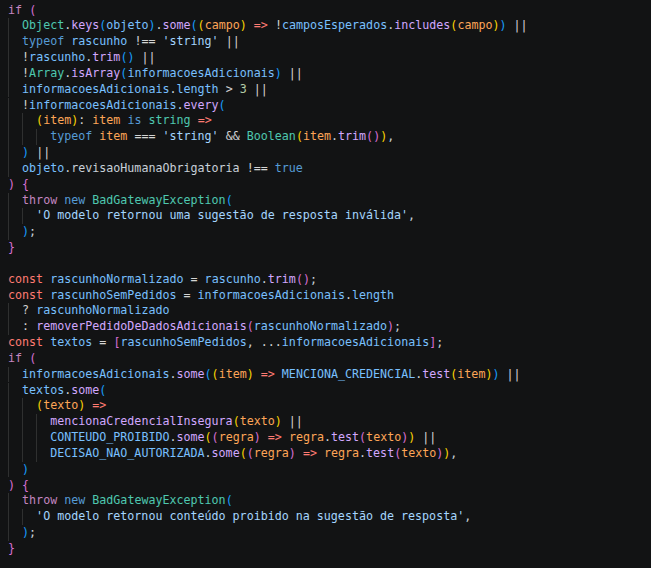 if (
  Object.keys(objeto).some((campo) => !camposEsperados.includes(campo)) ||
  typeof rascunho !== 'string' ||
  !rascunho.trim() ||
  !Array.isArray(informacoesAdicionais) ||
  informacoesAdicionais.length > 3 ||
  !informacoesAdicionais.every(
    (item): item is string =>
      typeof item === 'string' && Boolean(item.trim()),
  ) ||
  objeto.revisaoHumanaObrigatoria !== true
) {
  throw new BadGatewayException(
    'O modelo retornou uma sugestão de resposta inválida',
  );
}

const rascunhoNormalizado = rascunho.trim();
const rascunhoSemPedidos = informacoesAdicionais.length
  ? rascunhoNormalizado
  : removerPedidoDeDadosAdicionais(rascunhoNormalizado);
const textos = [rascunhoSemPedidos, ...informacoesAdicionais];
if (
  informacoesAdicionais.some((item) => MENCIONA_CREDENCIAL.test(item)) ||
  textos.some(
    (texto) =>
      mencionaCredencialInsegura(texto) ||
      CONTEUDO_PROIBIDO.some((regra) => regra.test(texto)) ||
      DECISAO_NAO_AUTORIZADA.some((regra) => regra.test(texto)),
  )
) {
  throw new BadGatewayException(
    'O modelo retornou conteúdo proibido na sugestão de resposta',
  );
}